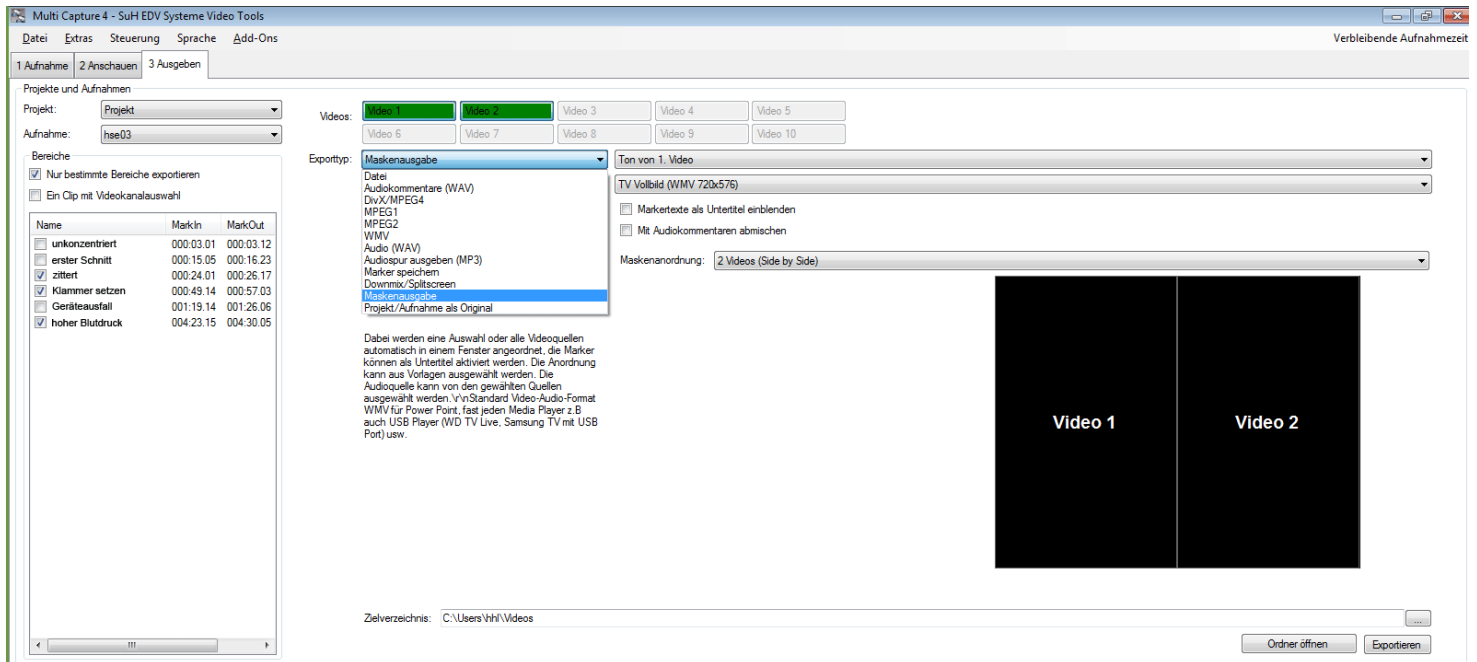 Multi Capture 4 - SuH EDV Systeme Video Tools
Datei Extras Steuerung Sprache Add-Ons Verbleibende Aufnahmezeit
1 Aufnahme 2 Anschauen 3 Ausgeben
Projekte und Aufnahmen
Projekt: Projekt
Aufnahme: hse03
Bereiche
Nur bestimmte Bereiche exportieren
Ein Clip mit Videokanalauswahl
Name MarkIn MarkOut
unkonzentriert 000:03.01 000:03.12
erster Schnitt 000:15.05 000:16.23
zittert 000:24.01 000:26.17
Klammer setzen 000:49.14 000:57.03
Geräteausfall 001:19.14 001:26.06
hoher Blutdruck 004:23.15 004:30.05
Videos: Video 1 Video 2 Video 3 Video 4 Video 5
Video 6 Video 7 Video 8 Video 9 Video 10
Exporttyp: Maskenausgabe Ton von 1. Video
Datei
Audiokommentare (WAV)
DivX/MPEG4
MPEG1
MPEG2
WMV
Audio (WAV)
Audiospur ausgeben (MP3)
Marker speichern
Downmix/Splitscreen
Maskenausgabe
Projekt/Aufnahme als Original
TV Vollbild (WMV 720x576)
Markertexte als Untertitel einblenden
Mit Audiokommentaren abmischen
Maskenanordnung: 2 Videos (Side by Side)
Dabei werden eine Auswahl oder alle Videoquellen
automatisch in einem Fenster angeordnet, die Marker
können als Untertitel aktiviert werden. Die Anordnung
kann aus Vorlagen ausgewählt werden. Die
Audioquelle kann von den gewählten Quellen
ausgewählt werden.\r\nStandard Video-Audio-Format
WMV für Power Point, fast jeden Media Player z.B
auch USB Player (WD TV Live, Samsung TV mit USB
Port) usw.
Video 1 Video 2
Zielverzeichnis: C:\Users\hhl\Videos ...
Ordner öffnen Exportieren